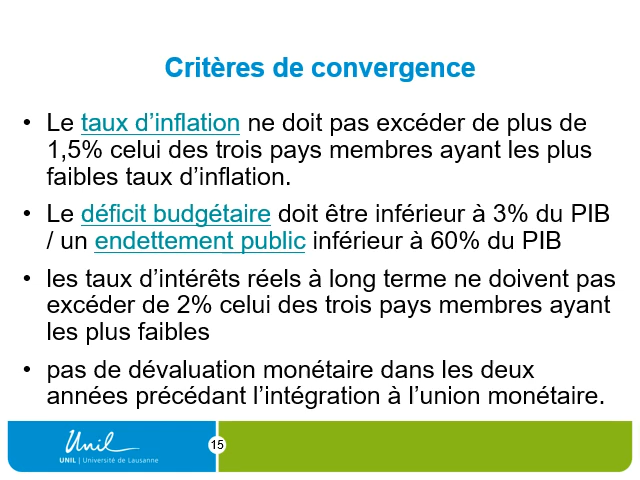 Critères de convergence
• Le taux d’inflation ne doit pas excéder de plus de
1,5% celui des trois pays membres ayant les plus
faibles taux d’inflation.
• Le déficit budgétaire doit être inférieur à 3% du PIB
/ un endettement public inférieur à 60% du PIB
• les taux d’intérêts réels à long terme ne doivent pas
excéder de 2% celui des trois pays membres ayant
les plus faibles
• pas de dévaluation monétaire dans les deux
années précédant l’intégration à l’union monétaire.
Unil
UNIL | Université de Lausanne
15